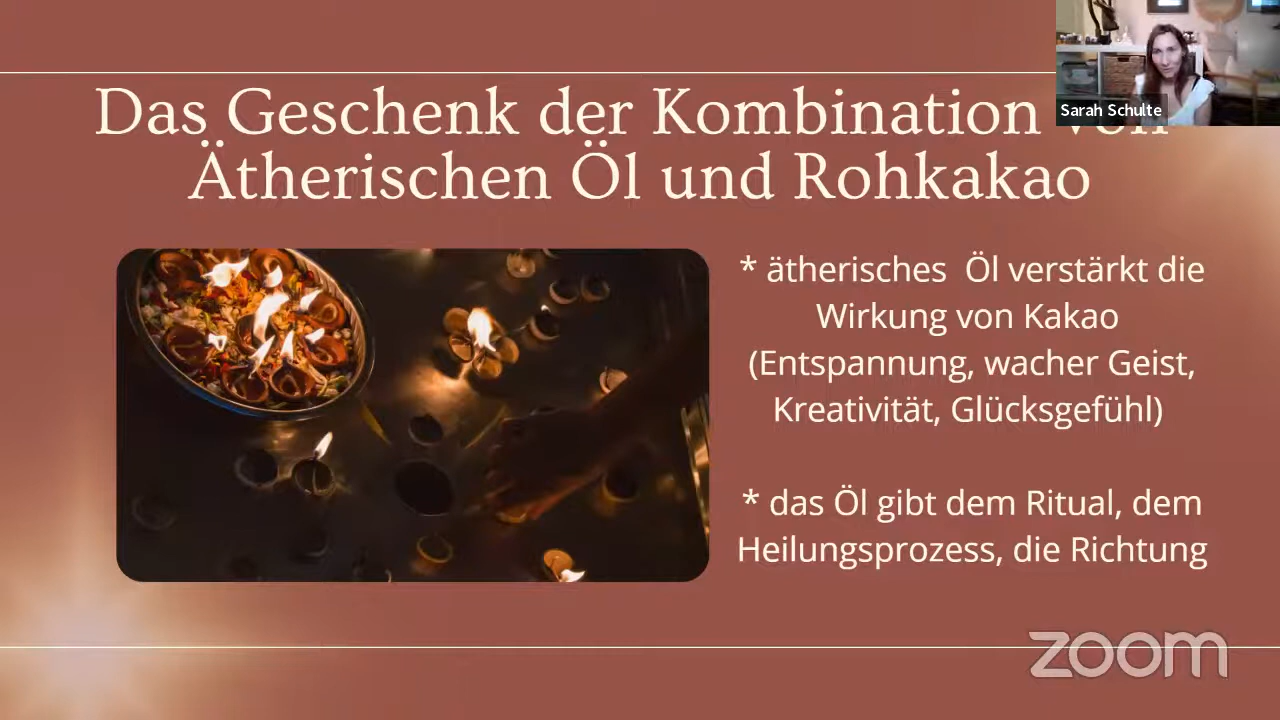 Sarah Schulte
Das Geschenk der Kombination von
Ätherischen Öl und Rohkakao
* ätherisches  Öl verstärkt die
Wirkung von Kakao
(Entspannung, wacher Geist,
Kreativität, Glücksgefühl)
* das Öl gibt dem Ritual, dem
Heilungsprozess, die Richtung
zoom